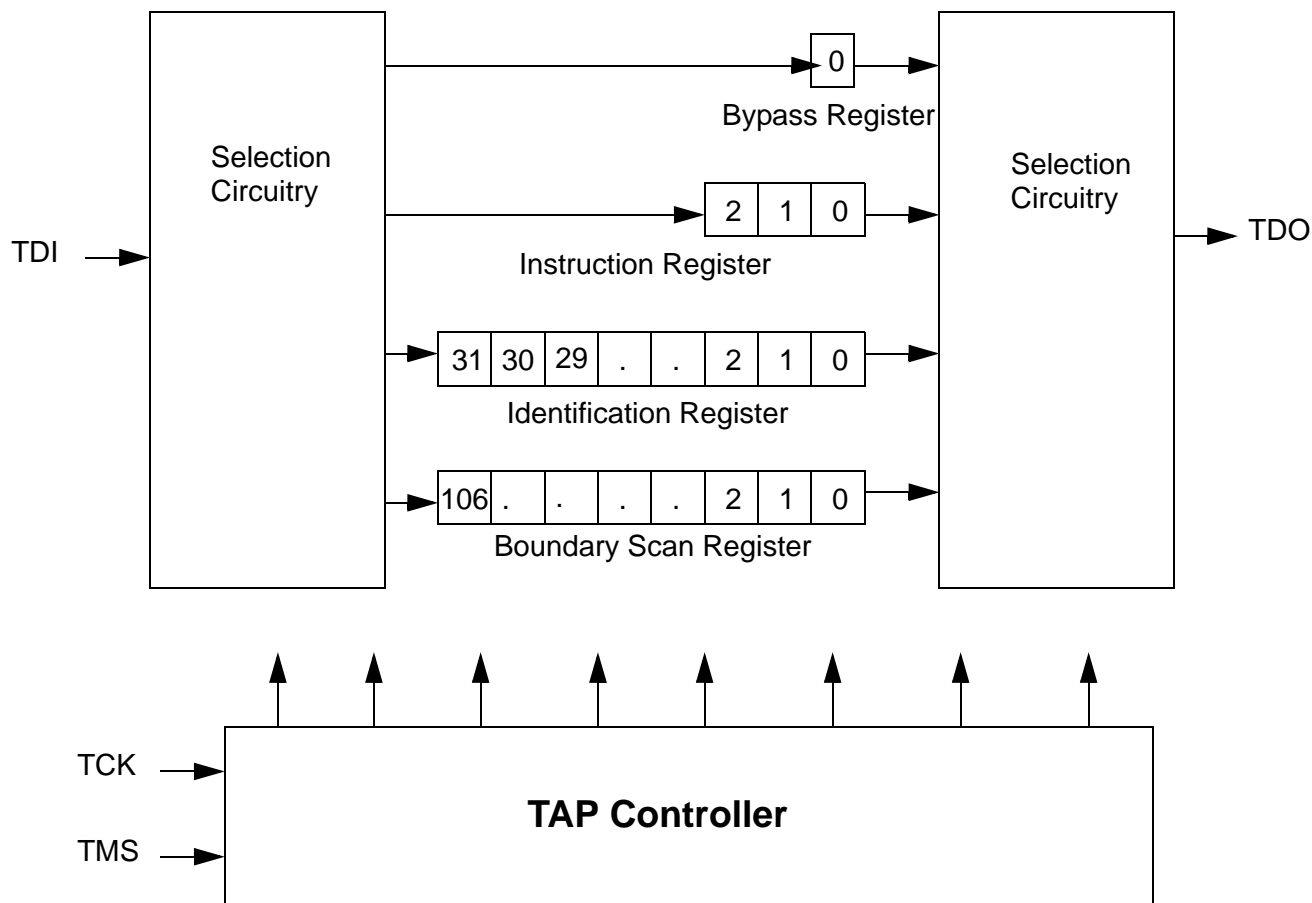 0
Bypass Register
Selection
Circuitry
Selection
Circuitry
2 1 0
TDI
TDO
Instruction Register
31 30 29 . . 2 1 0
Identification Register
106 . . . . 2 1 0
Boundary Scan Register
TCK
TAP Controller
TMS